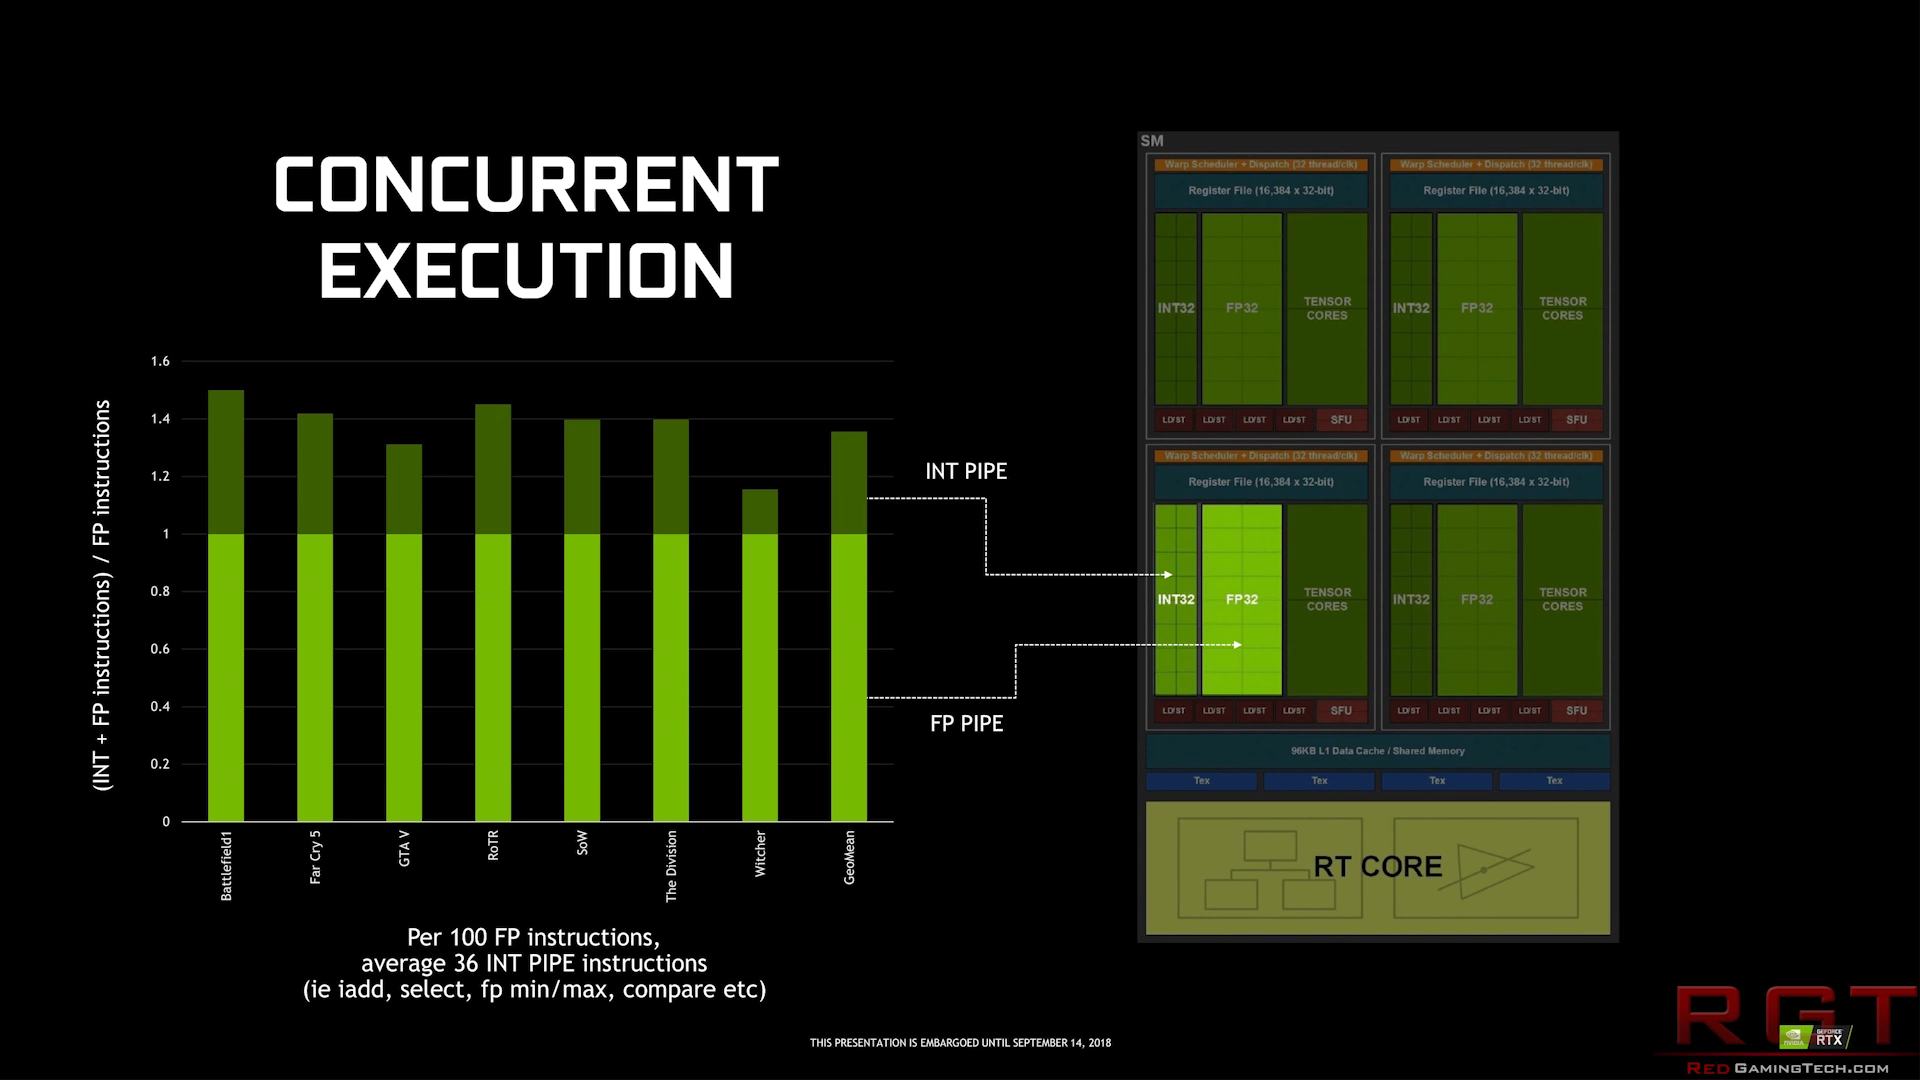 CONCURRENT
EXECUTION
(INT + FP instructions) / FP instructions
1.6
1.4
1.2
1
0.8
0.6
0.4
0.2
0
Battlefield1
Far Cry 5
GTA V
RoTR
SoW
The Division
Witcher
GeoMean
INT PIPE
FP PIPE
Per 100 FP instructions,
average 36 INT PIPE instructions
(ie iadd, select, fp min/max, compare etc)
SM
Warp Scheduler + Dispatch (32 thread/clk)
Register File (16,384 x 32-bit)
INT32
FP32
TENSOR
CORES
LD/ST LD/ST LD/ST LD/ST SFU
Warp Scheduler + Dispatch (32 thread/clk)
Register File (16,384 x 32-bit)
INT32
FP32
TENSOR
CORES
LD/ST LD/ST LD/ST LD/ST SFU
Warp Scheduler + Dispatch (32 thread/clk)
Register File (16,384 x 32-bit)
INT32
FP32
TENSOR
CORES
LD/ST LD/ST LD/ST LD/ST SFU
Warp Scheduler + Dispatch (32 thread/clk)
Register File (16,384 x 32-bit)
INT32
FP32
TENSOR
CORES
LD/ST LD/ST LD/ST LD/ST SFU
96KB L1 Data Cache / Shared Memory
Tex Tex Tex Tex
RT CORE
THIS PRESENTATION IS EMBARGOED UNTIL SEPTEMBER 14, 2018
RGT
NVIDIA
GEFORCE
RTX
RED GAMINGTECH.COM